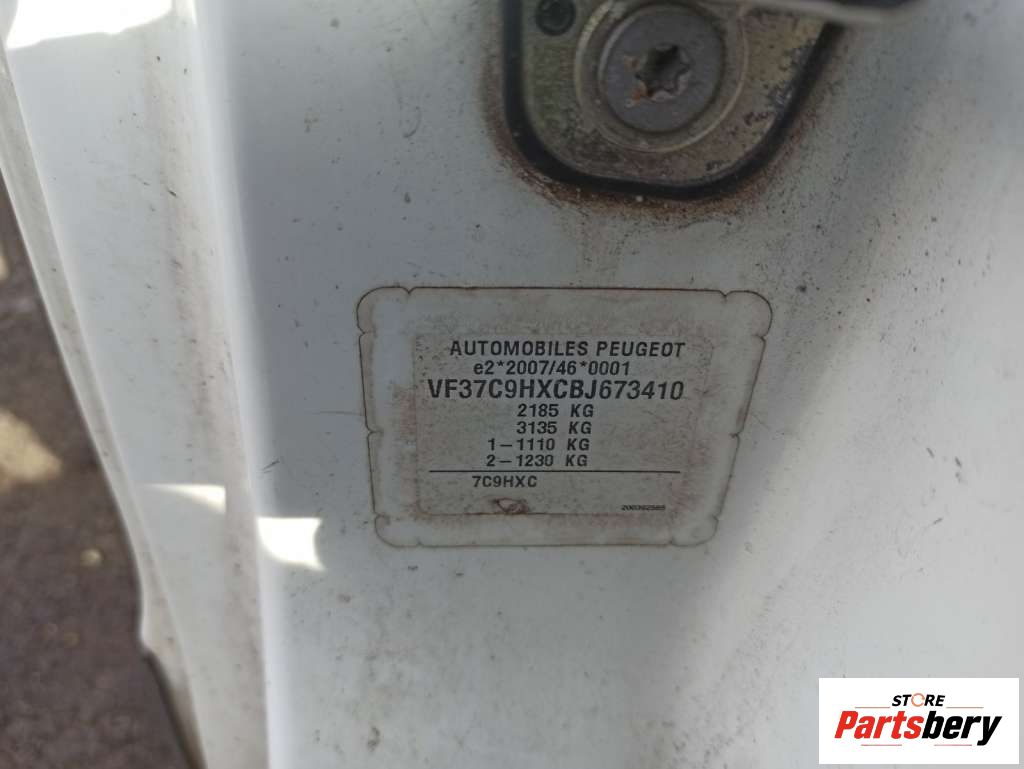 AUTOMOBILES PEUGEOT
e2*2007/46*0001
VF37C9HXCBJ673410
2185 KG
3135 KG
1-1110 KG
2-1230 KG
7C9HXC
STORE
Partsbery